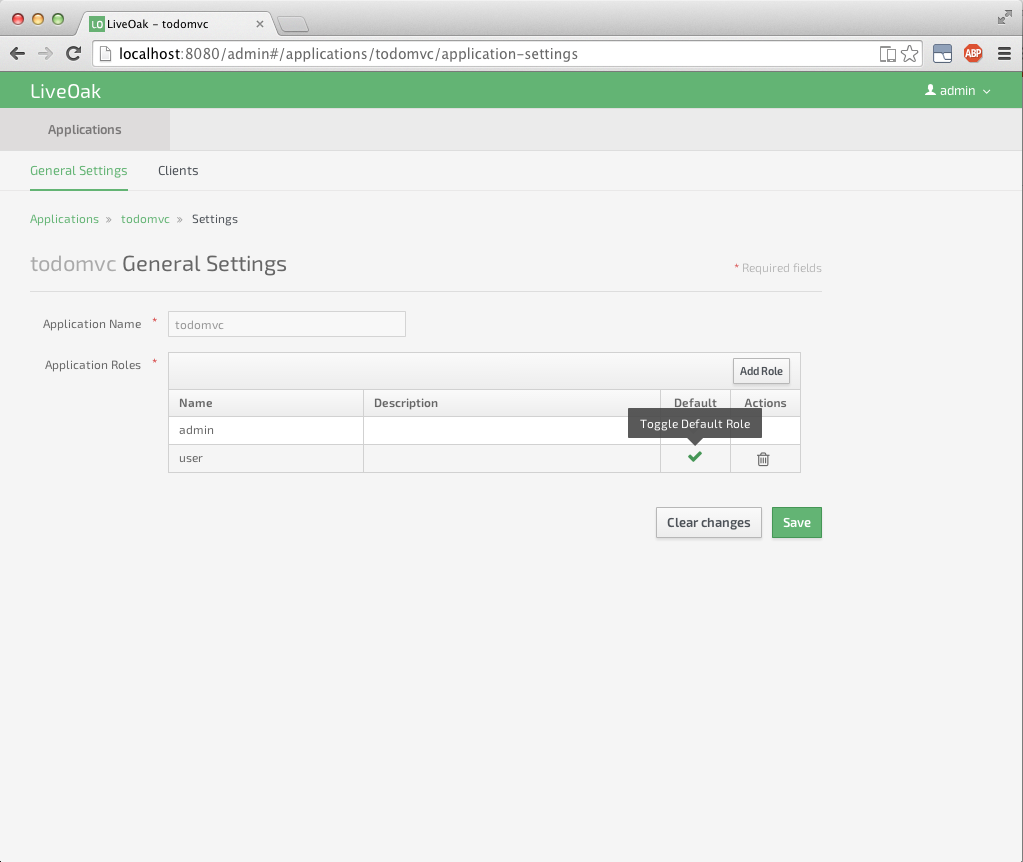 LO LiveOak – todomvc
localhost:8080/admin#/applications/todomvc/application-settings
ABP
LiveOak
admin
Applications
General Settings Clients
Applications » todomvc » Settings
todomvc General Settings
* Required fields
Application Name * todomvc
Application Roles *
Add Role
Name Description Default Actions
admin
Toggle Default Role
user
Clear changes Save